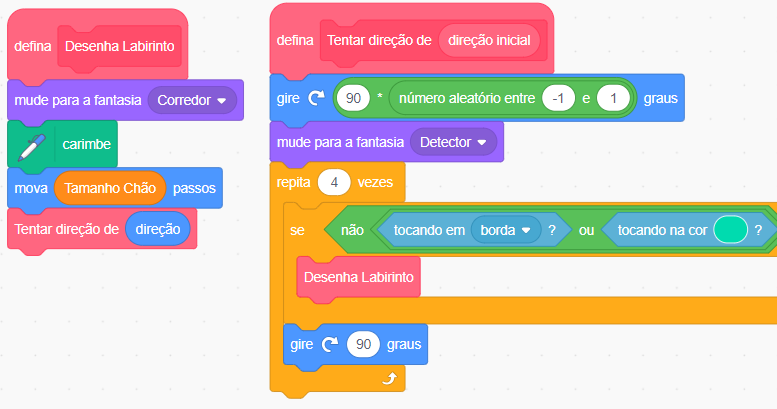 defina Desenha Labirinto
mude para a fantasia Corredor
carimbe
mova Tamanho Chão passos
Tentar direção de direção
defina Tentar direção de direção inicial
gire 90 * número aleatório entre -1 e 1 graus
mude para a fantasia Detector
repita 4 vezes
se não tocando em borda ? ou tocando na cor ?
Desenha Labirinto
gire 90 graus